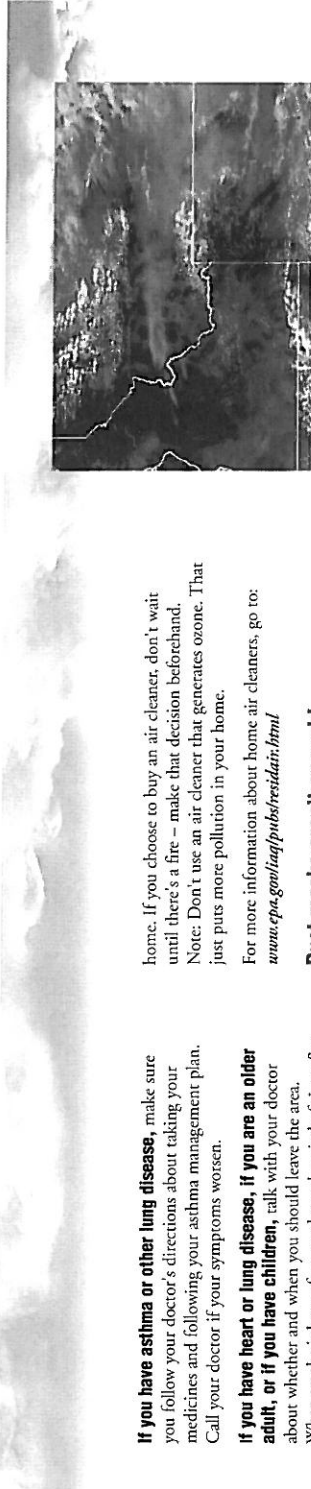 If you have asthma or other lung disease, make sure
you follow your doctor's directions about taking your
medicines and following your asthma management plan.
Call your doctor if your symptoms worsen.
If you have heart or lung disease, if you are an older
adult, or if you have children, talk with your doctor
about whether and when you should leave the area.
home. If you choose to buy an air cleaner, don't wait
until there's a fire – make that decision beforehand.
Note: Don't use an air cleaner that generates ozone. That
just puts more pollution in your home.
For more information about home air cleaners, go to:
www.epa.gov/iaq/pubs/residair.html